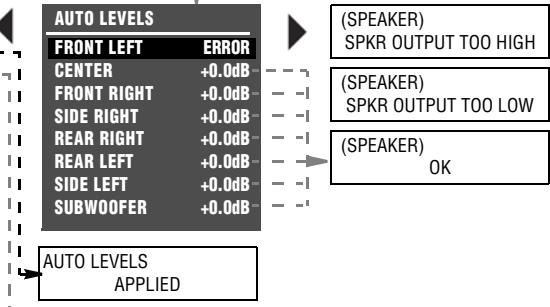 AUTO LEVELS
FRONT LEFT ERROR
CENTER +0.0dB
FRONT RIGHT +0.0dB
SIDE RIGHT +0.0dB
REAR RIGHT +0.0dB
REAR LEFT +0.0dB
SIDE LEFT +0.0dB
SUBWOOFER +0.0dB
(SPEAKER)
SPKR OUTPUT TOO HIGH
(SPEAKER)
SPKR OUTPUT TOO LOW
(SPEAKER)
OK
AUTO LEVELS
APPLIED